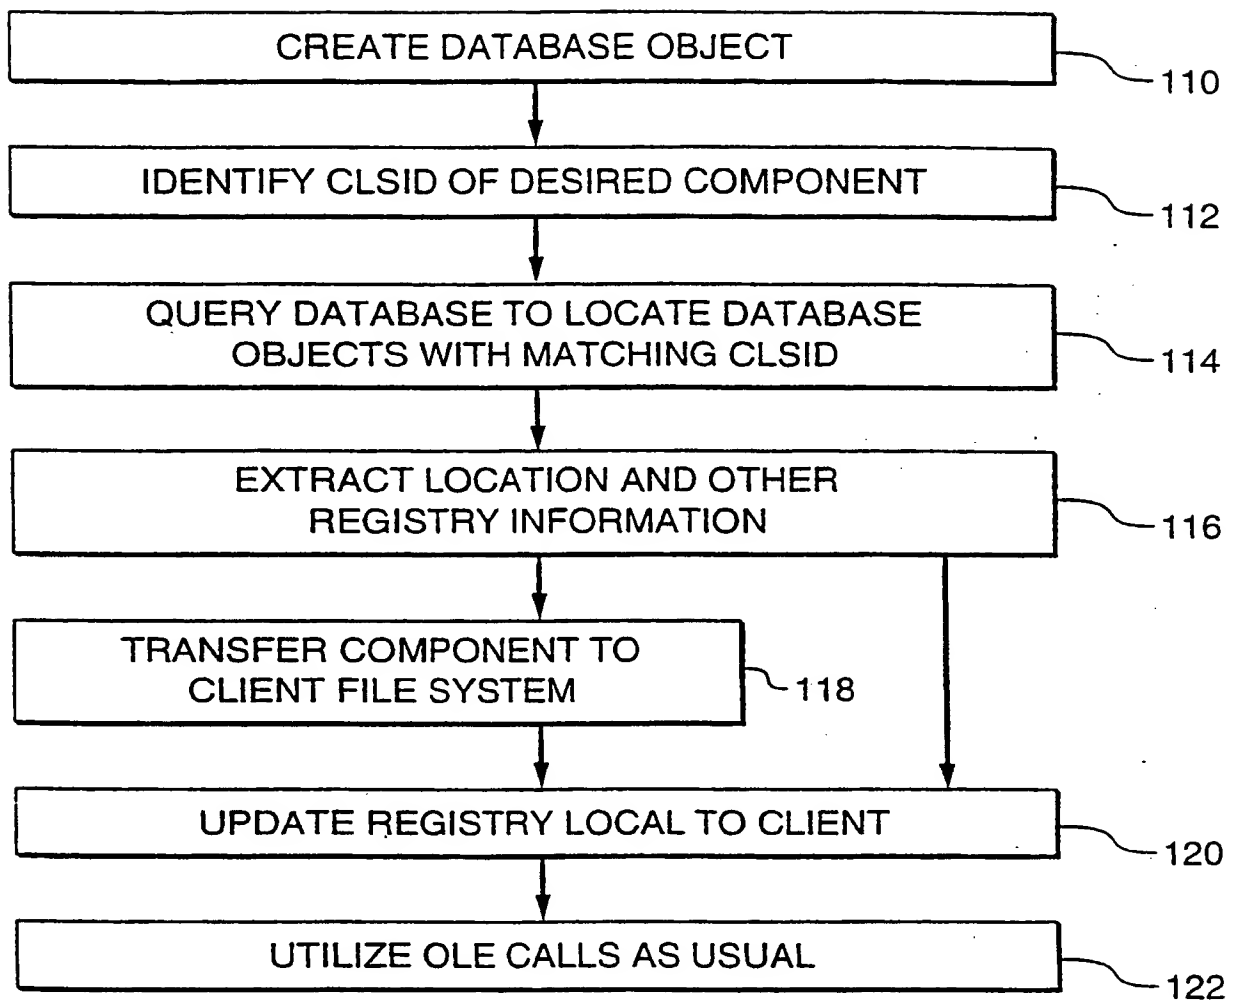 CREATE DATABASE OBJECT
110
IDENTIFY CLSID OF DESIRED COMPONENT
112
QUERY DATABASE TO LOCATE DATABASE
OBJECTS WITH MATCHING CLSID
114
EXTRACT LOCATION AND OTHER
REGISTRY INFORMATION
116
TRANSFER COMPONENT TO
CLIENT FILE SYSTEM
118
UPDATE REGISTRY LOCAL TO CLIENT
120
UTILIZE OLE CALLS AS USUAL
122